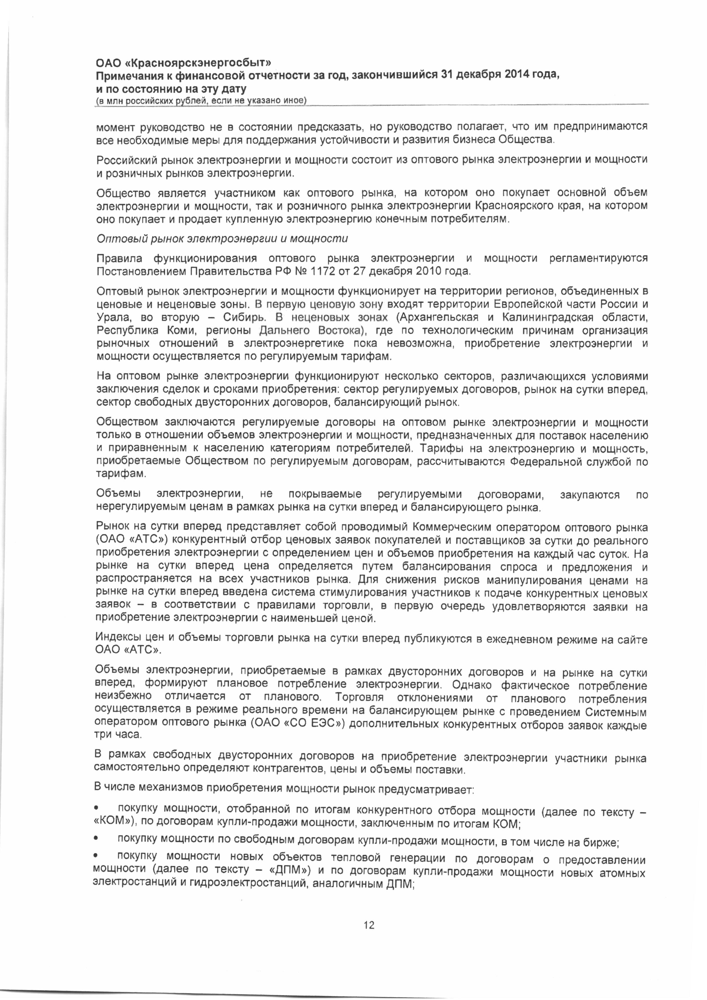 ОАО «Красноярскэнергосбыт»
Примечания к финансовой отчетности за год, закончившийся 31 декабря 2014 года,
и по состоянию на эту дату
(в млн российских рублей, если не указано иное)
момент руководство не в состоянии предсказать, но руководство полагает, что им предпринимаются
все необходимые меры для поддержания устойчивости и развития бизнеса Общества.
Российский рынок электроэнергии и мощности состоит из оптового рынка электроэнергии и мощности
и розничных рынков электроэнергии.
Общество является участником как оптового рынка, на котором оно покупает основной объем
электроэнергии и мощности, так и розничного рынка электроэнергии Красноярского края, на котором
оно покупает и продает купленную электроэнергию конечным потребителям.
Оптовый рынок электроэнергии и мощности
Правила функционирования оптового рынка электроэнергии и мощности регламентируются
Постановлением Правительства РФ № 1172 от 27 декабря 2010 года.
Оптовый рынок электроэнергии и мощности функционирует на территории регионов, объединенных в
ценовые и неценовые зоны. В первую ценовую зону входят территории Европейской части России и
Урала, во вторую – Сибирь. В неценовых зонах (Архангельская и Калининградская области,
Республика Коми, регионы Дальнего Востока), где по технологическим причинам организация
рыночных отношений в электроэнергетике пока невозможна, приобретение электроэнергии и
мощности осуществляется по регулируемым тарифам.
На оптовом рынке электроэнергии функционируют несколько секторов, различающихся условиями
заключения сделок и сроками приобретения: сектор регулируемых договоров, рынок на сутки вперед,
сектор свободных двусторонних договоров, балансирующий рынок.
Обществом заключаются регулируемые договоры на оптовом рынке электроэнергии и мощности
только в отношении объемов электроэнергии и мощности, предназначенных для поставок населению
и приравненным к населению категориям потребителей. Тарифы на электроэнергию и мощность,
приобретаемые Обществом по регулируемым договорам, рассчитываются Федеральной службой по
тарифам.
Объемы электроэнергии, не покрываемые регулируемыми договорами, закупаются по
нерегулируемым ценам в рамках рынка на сутки вперед и балансирующего рынка.
Рынок на сутки вперед представляет собой проводимый Коммерческим оператором оптового рынка
(ОАО «АТС») конкурентный отбор ценовых заявок покупателей и поставщиков за сутки до реального
приобретения электроэнергии с определением цен и объемов приобретения на каждый час суток. На
рынке на сутки вперед цена определяется путем балансирования спроса и предложения и
распространяется на всех участников рынка. Для снижения рисков манипулирования ценами на
рынке на сутки вперед введена система стимулирования участников к подаче конкурентных ценовых
заявок – в соответствии с правилами торговли, в первую очередь удовлетворяются заявки на
приобретение электроэнергии с наименьшей ценой.
Индексы цен и объемы торговли рынка на сутки вперед публикуются в ежедневном режиме на сайте
ОАО «АТС».
Объемы электроэнергии, приобретаемые в рамках двусторонних договоров и на рынке на сутки
вперед, формируют плановое потребление электроэнергии. Однако фактическое потребление
неизбежно отличается от планового. Торговля отклонениями от планового потребления
осуществляется в режиме реального времени на балансирующем рынке с проведением Системным
оператором оптового рынка (ОАО «СО ЕЭС») дополнительных конкурентных отборов заявок каждые
три часа.
В рамках свободных двусторонних договоров на приобретение электроэнергии участники рынка
самостоятельно определяют контрагентов, цены и объемы поставки.
В числе механизмов приобретения мощности рынок предусматривает:
• покупку мощности, отобранной по итогам конкурентного отбора мощности (далее по тексту –
«КОМ»), по договорам купли-продажи мощности, заключенным по итогам КОМ;
• покупку мощности по свободным договорам купли-продажи мощности, в том числе на бирже;
• покупку мощности новых объектов тепловой генерации по договорам о предоставлении
мощности (далее по тексту – «ДПМ») и по договорам купли-продажи мощности новых атомных
электростанций и гидроэлектростанций, аналогичным ДПМ;
12